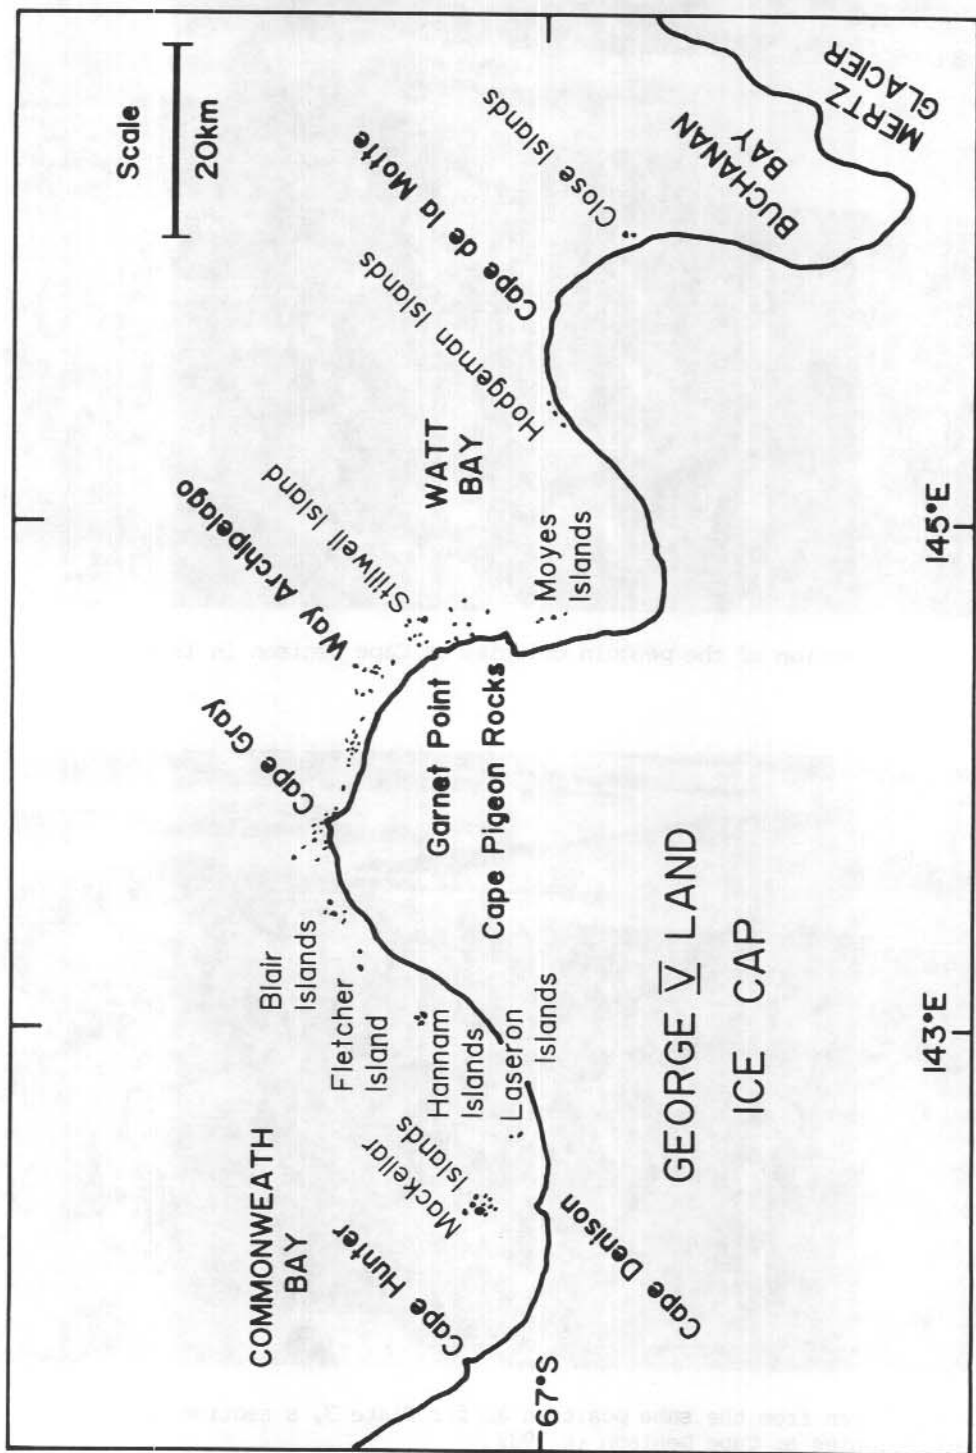 Scale
20km
COMMONWEATH
BAY
Cape Hunter
Mackellar
Islands
Cape Denison
67°S
Laseron
Islands
Hannam
Islands
Fletcher
Island
Blair
Islands
Cape Gray
Way Archipelago
Stillwell Island
Garnet Point
Cape Pigeon Rocks
WATT
BAY
Moyes
Islands
Hodgeman Islands
Cape de la Motte
Close Islands
BUCHANAN
BAY
MERTZ
GLACIER
GEORGE V LAND
ICE CAP
143°E
145°E